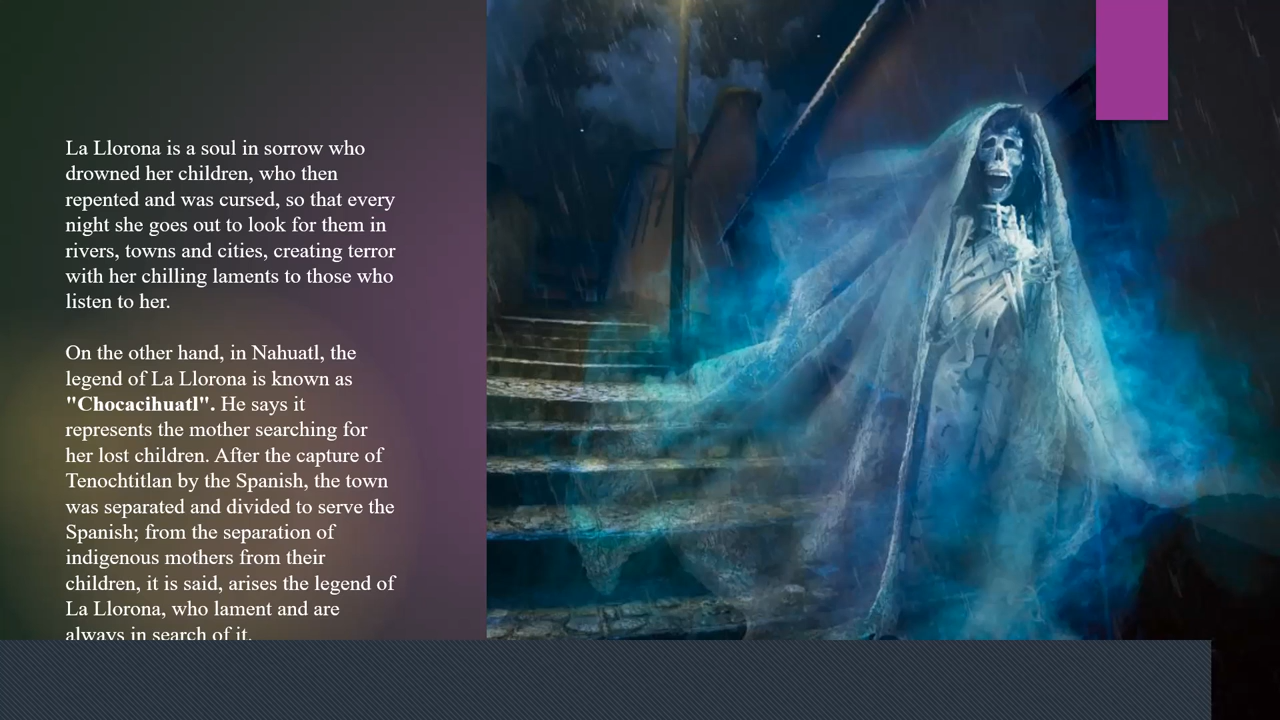 La Llorona is a soul in sorrow who
drowned her children, who then
repented and was cursed, so that every
night she goes out to look for them in
rivers, towns and cities, creating terror
with her chilling laments to those who
listen to her.
On the other hand, in Nahuatl, the
legend of La Llorona is known as
"Chocacihuatl". He says it
represents the mother searching for
her lost children. After the capture of
Tenochtitlan by the Spanish, the town
was separated and divided to serve the
Spanish; from the separation of
indigenous mothers from their
children, it is said, arises the legend of
La Llorona, who lament and are
always in search of it.